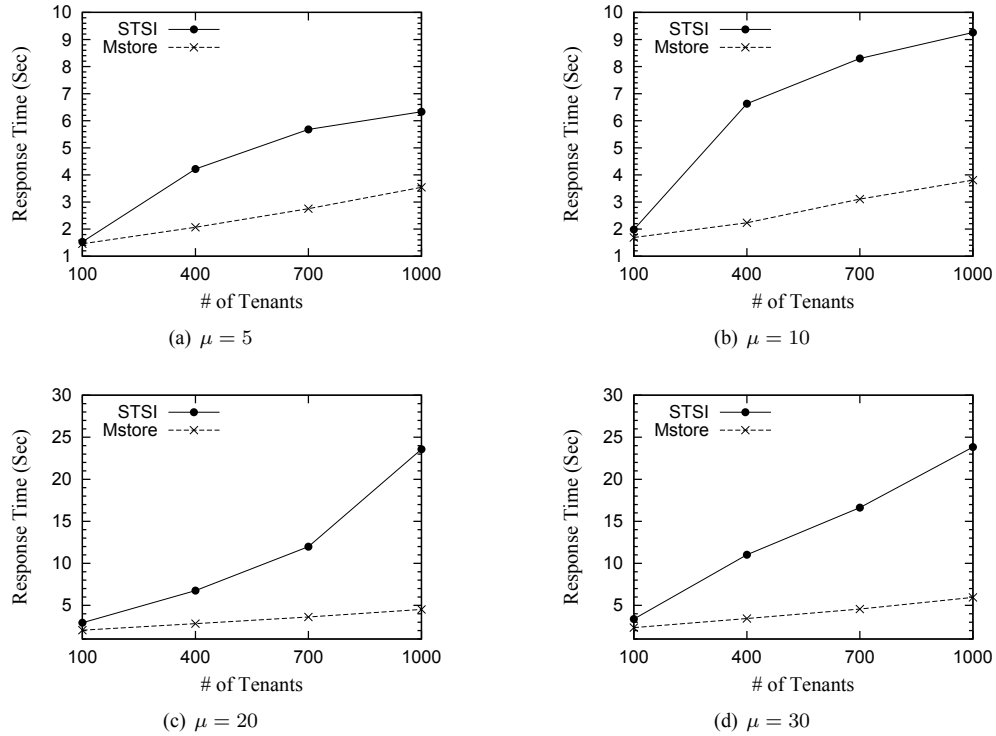 10
9
8
7
6
5
4
3
2
1
Response Time (Sec)
STSI
Mstore
100 400 700 1000
# of Tenants
(a) μ = 5
10
9
8
7
6
5
4
3
2
1
Response Time (Sec)
STSI
Mstore
100 400 700 1000
# of Tenants
(b) μ = 10
30
25
20
15
10
5
Response Time (Sec)
STSI
Mstore
100 400 700 1000
# of Tenants
(c) μ = 20
30
25
20
15
10
5
Response Time (Sec)
STSI
Mstore
100 400 700 1000
# of Tenants
(d) μ = 30